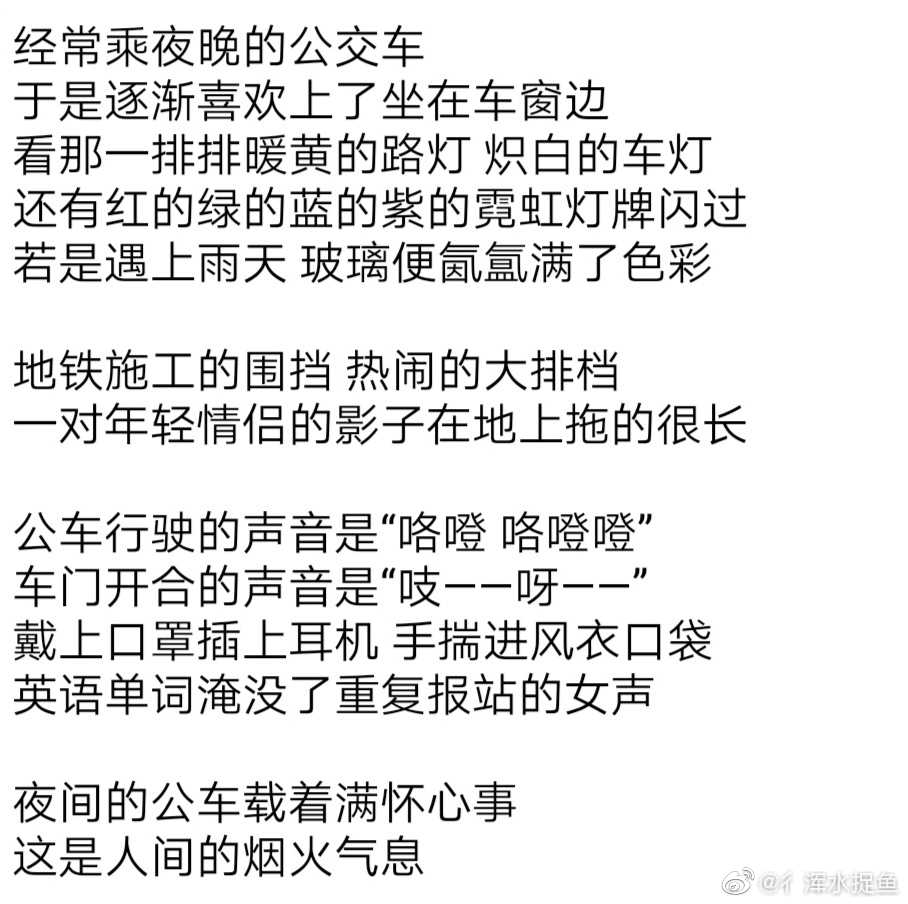 经常乘夜晚的公交车
于是逐渐喜欢上了坐在车窗边
看那一排排暖黄的路灯 炽白的车灯
还有红的绿的蓝的紫的霓虹灯牌闪过
若是遇上雨天 玻璃便氤氲满了色彩
地铁施工的围挡 热闹的大排档
一对年轻情侣的影子在地上拖的很长
公车行驶的声音是“咯噔 咯噔噔”
车门开合的声音是“吱——呀——”
戴上口罩插上耳机 手揣进风衣口袋
英语单词淹没了重复报站的女声
夜间的公车载着满怀心事
这是人间的烟火气息
@彳浑水捉鱼